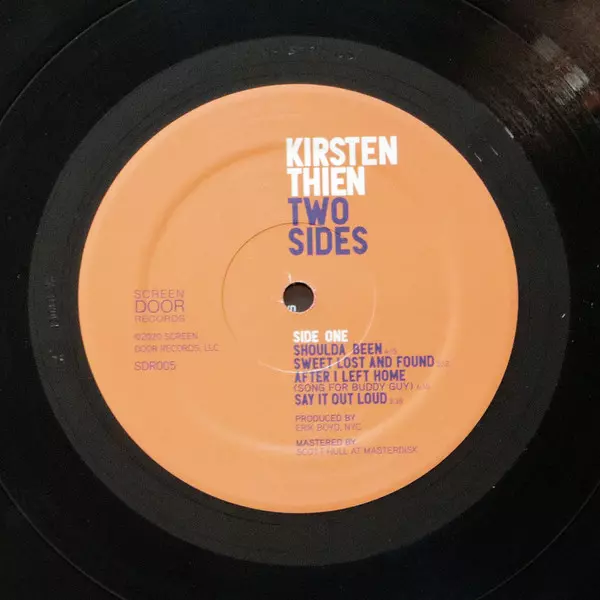 KIRSTEN
THIEN
TWO
SIDES
SCREEN
DOOR
RECORDS
©2020 SCREEN
DOOR RECORDS, LLC
SDR005
SIDE ONE
SHOULDA BEEN
SWEET LOST AND FOUND
AFTER I LEFT HOME
(SONG FOR BUDDY GUY)
SAY IT OUT LOUD
PRODUCED BY
ERIK BOYD, NYC
MASTERED BY
SCOTT HULL AT MASTERDISK